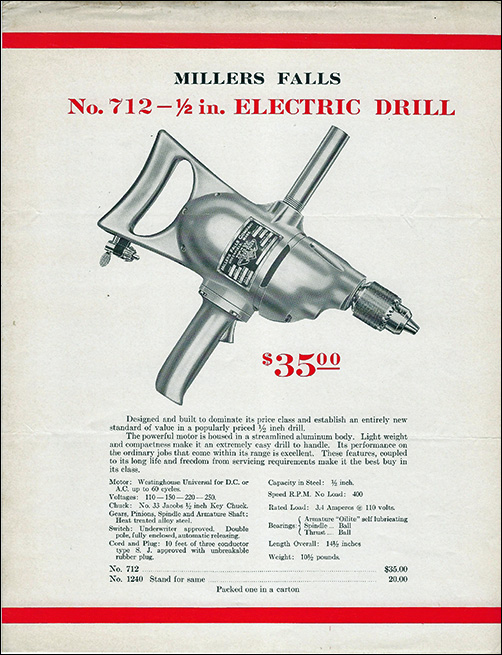 MILLERS FALLS
No. 712 – ½ in. ELECTRIC DRILL
MILLERS FALLS
$35⁰⁰
Designed and built to dominate its price class and establish an entirely new
standard of value in a popularly priced ½ inch drill.
The powerful motor is housed in a streamlined aluminum body. Light weight
and compactness make it an extremely easy drill to handle. Its performance on
the ordinary jobs that come within its range is excellent. These features, coupled
to its long life and freedom from servicing requirements make it the best buy in
its class.
Motor: Westinghouse Universal for D.C. or
A.C. up to 60 cycles.
Voltages: 110—150—220—250.
Chuck: No. 33 Jacobs ½ inch Key Chuck.
Gears, Pinions, Spindle and Armature Shaft;
Heat treated alloy steel.
Switch: Underwriter approved. Double
pole, fully enclosed, automatic releasing.
Cord and Plug: 10 feet of three conductor
type S. J. approved with unbreakable
rubber plug.
Capacity in Steel: ½ inch.
Speed R.P.M. No Load: 400
Rated Load: 3.4 Amperes @ 110 volts.
Bearings: { Armature "Oilite" self lubricating
Spindle ... Ball
Thrust ... Ball
Length Overall: 14½ inches
Weight: 10½ pounds.
No. 712 ........ $35.00
No. 1240 Stand for same ........ 20.00
Packed one in a carton